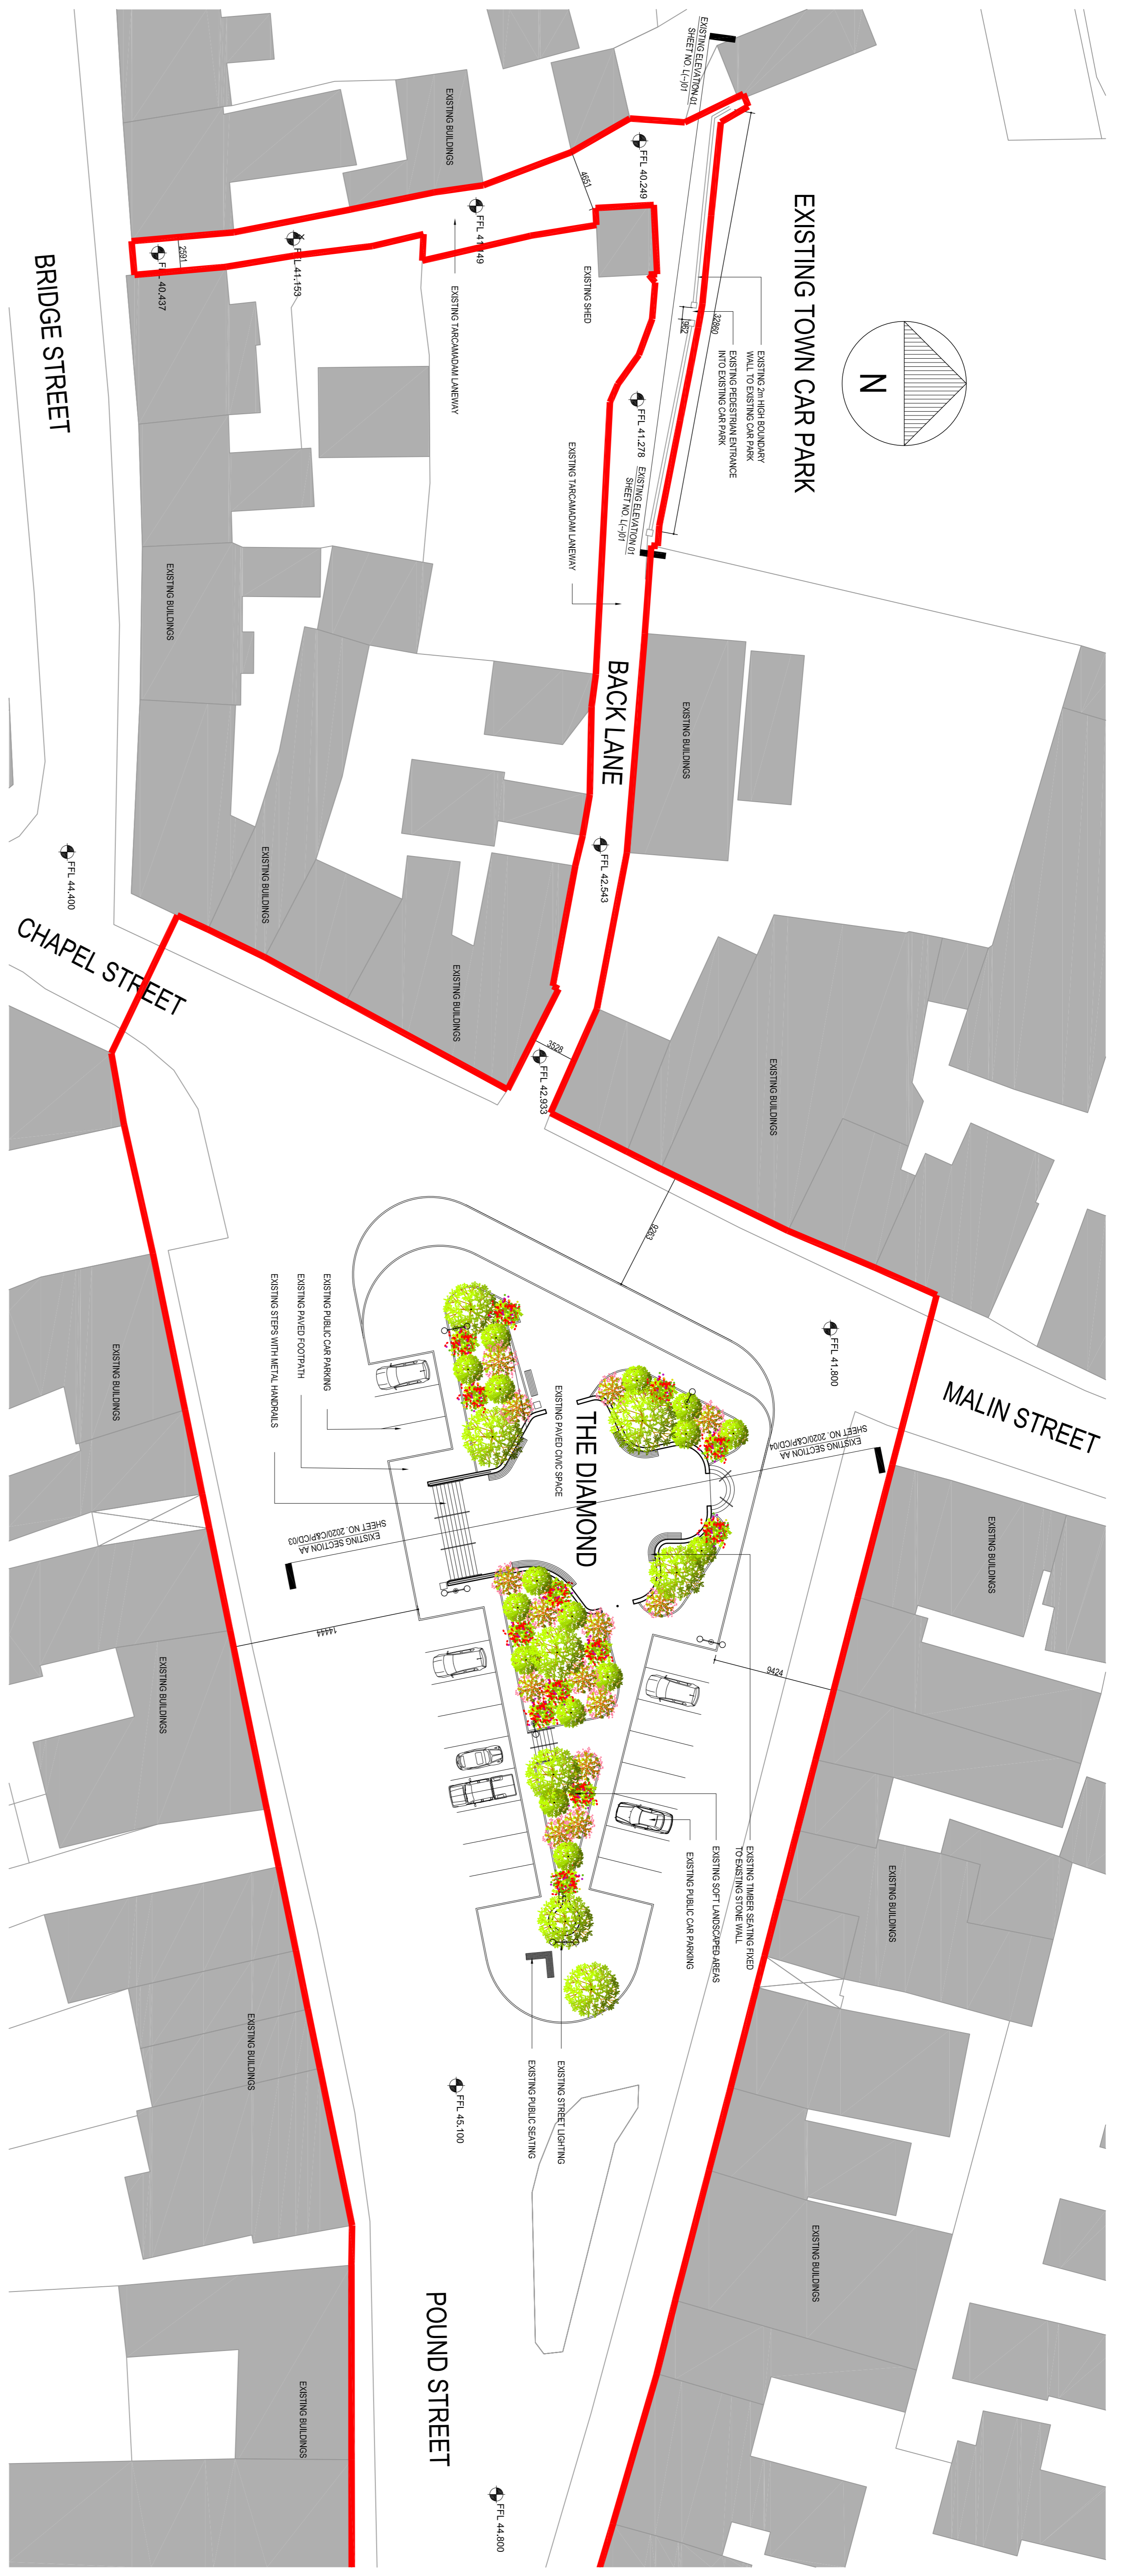 EXISTING ELEVATION 01
SHEET NO. L(--)01
EXISTING TOWN CAR PARK
N
EXISTING BUILDINGS
FFL 40.249
4651
EXISTING 2m HIGH BOUNDARY
WALL TO EXISTING CAR PARK
32860
EXISTING PEDESTRIAN ENTRANCE
INTO EXISTING CAR PARK
962
FFL 41.153
2591
FFL 40.437
EXISTING SHED
EXISTING TARCAMADAM LANEWAY
BRIDGE STREET
FFL 41.278
EXISTING ELEVATION 01
SHEET NO. L(--)01
EXISTING TARCAMADAM LANEWAY
EXISTING BUILDINGS
BACK LANE
EXISTING BUILDINGS
FFL 42.543
FFL 44.400
EXISTING BUILDINGS
EXISTING BUILDINGS
CHAPEL STREET
3528
FFL 42.933
EXISTING BUILDINGS
9263
FFL 41.800
MALIN STREET
EXISTING PUBLIC CAR PARKING
EXISTING PAVED FOOTPATH
EXISTING STEPS WITH METAL HANDRAILS
EXISTING BUILDINGS
THE DIAMOND
EXISTING PAVED CIVIC SPACE
EXISTING SECTION AA
SHEET NO. 2020/C&P/CD/04
EXISTING SECTION AA
SHEET NO. 2020/C&P/CD/03
EXISTING BUILDINGS
14444
9424
EXISTING BUILDINGS
EXISTING TIMBER SEATING FIXED
TO EXISTING STONE WALL
EXISTING SOFT LANDSCAPED AREAS
EXISTING PUBLIC CAR PARKING
EXISTING BUILDINGS
EXISTING BUILDINGS
EXISTING STREET LIGHTING
EXISTING PUBLIC SEATING
FFL 45.100
EXISTING BUILDINGS
POUND STREET
EXISTING BUILDINGS
FFL 44.800